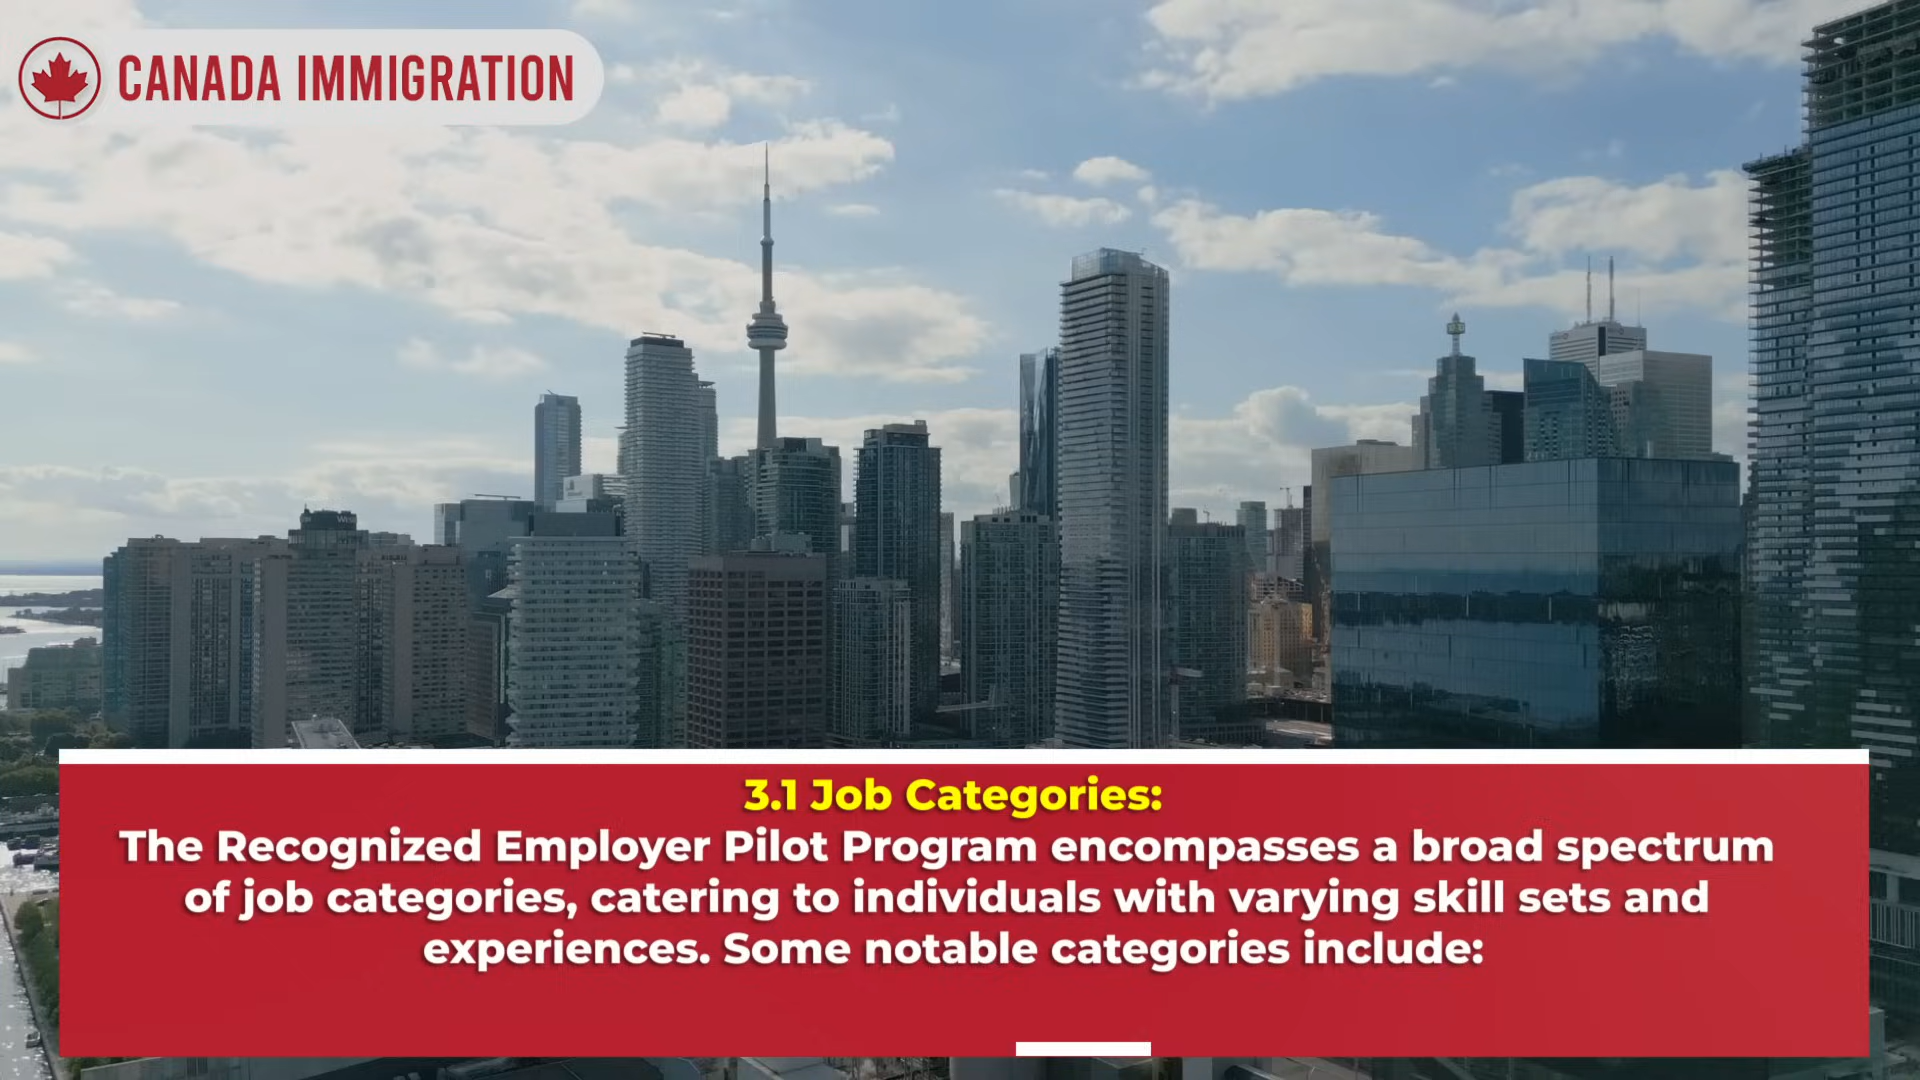 CANADA IMMIGRATION
3.1 Job Categories:
The Recognized Employer Pilot Program encompasses a broad spectrum
of job categories, catering to individuals with varying skill sets and
experiences. Some notable categories include: